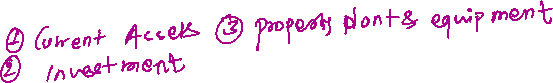 ① Current Assets ③ property plant & equipment
② Investment